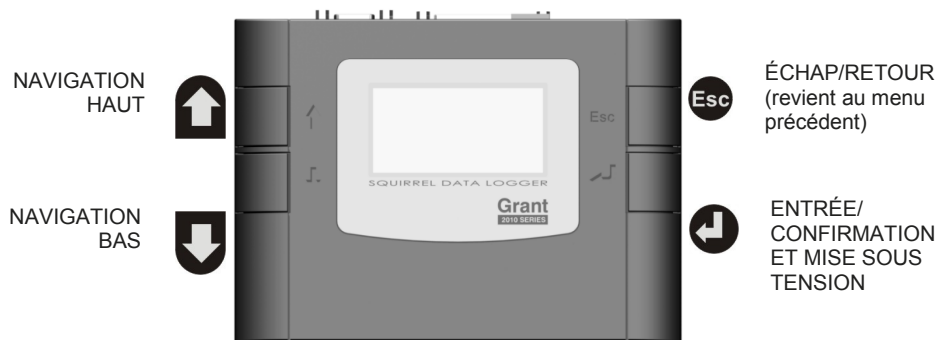 NAVIGATION
HAUT
NAVIGATION
BAS
Esc
SQUIRREL DATA LOGGER
Grant
2010 SERIES
Esc
ÉCHAP/RETOUR
(revient au menu
précédent)
ENTRÉE/
CONFIRMATION
ET MISE SOUS
TENSION